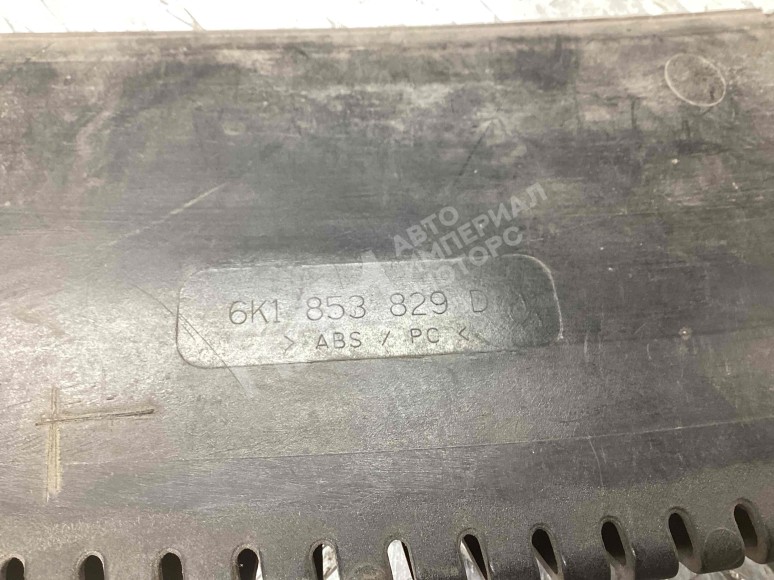 АВТО
ИМПЕРИАЛ
МОТОРС
6K1 853 829 D
> ABS / PC <